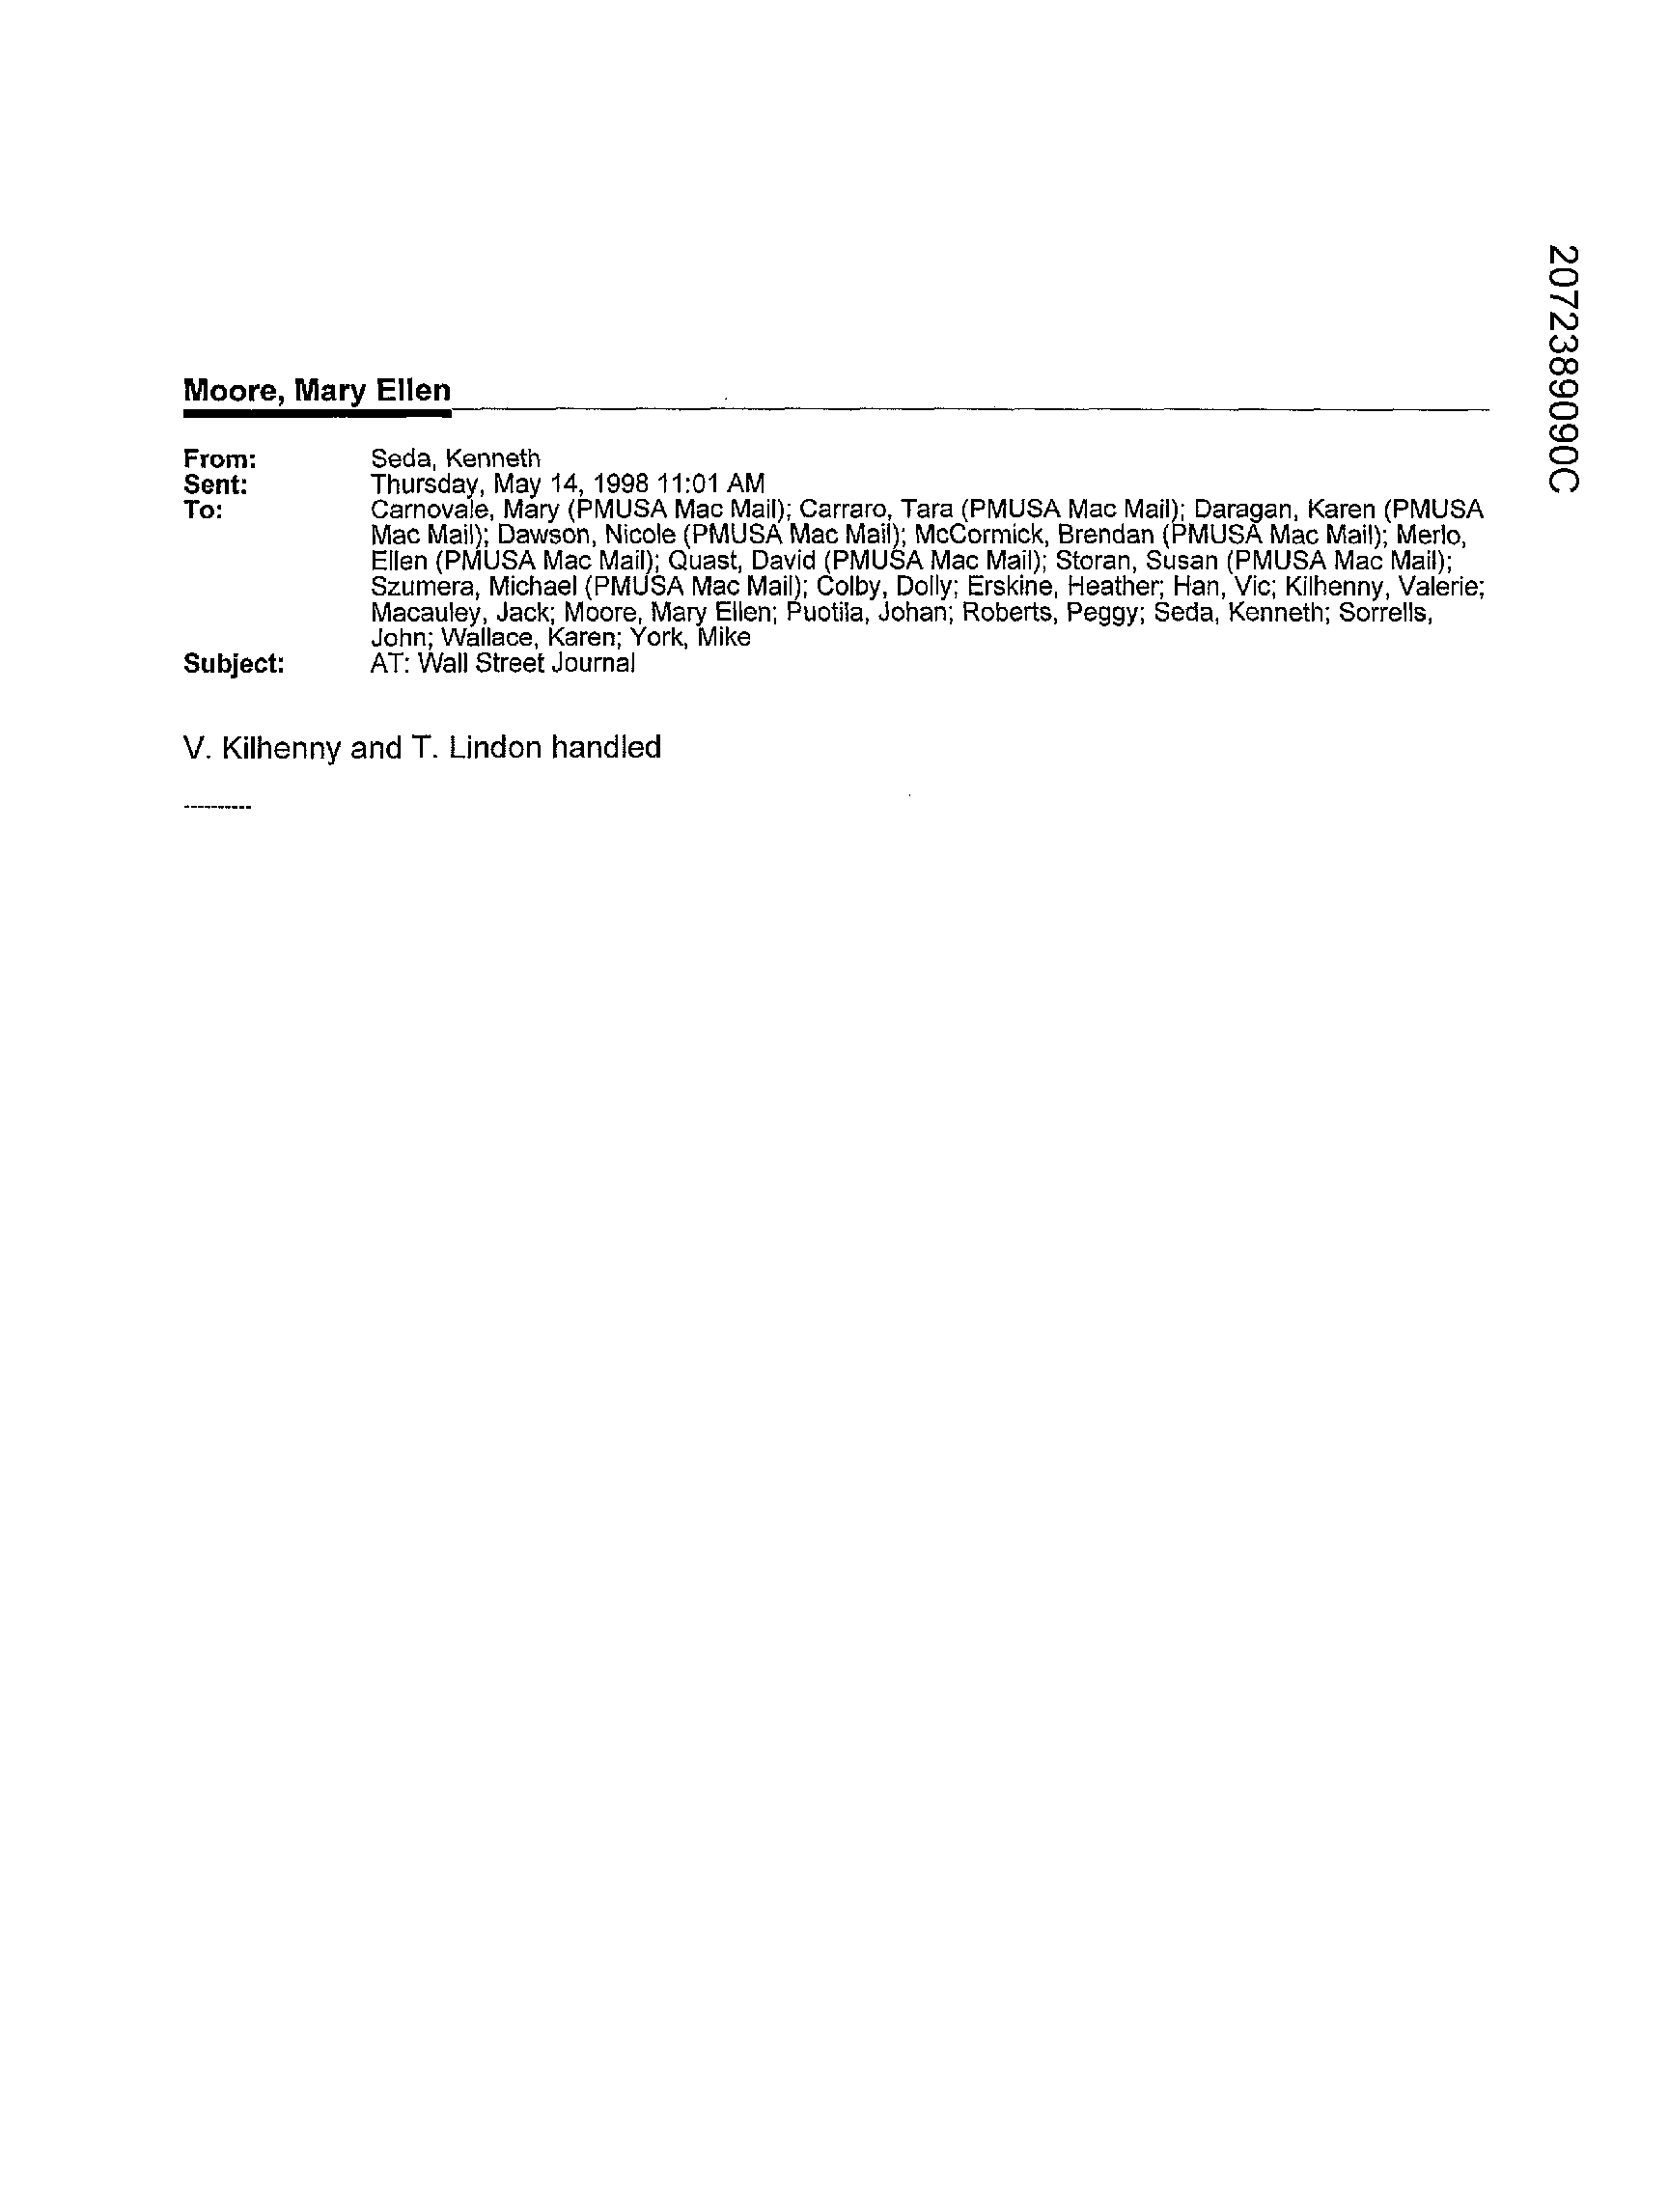 2072389090C
Moore, Mary Ellen
From: Seda, Kenneth
Sent: Thursday, May 14, 1998 11:01 AM
To: Carnovale, Mary (PMUSA Mac Mail); Carraro, Tara (PMUSA Mac Mail); Daragan, Karen (PMUSA
Mac Mail); Dawson, Nicole (PMUSA Mac Mail); McCormick, Brendan (PMUSA Mac Mail); Merlo,
Ellen (PMUSA Mac Mail); Quast, David (PMUSA Mac Mail); Storan, Susan (PMUSA Mac Mail);
Szumera, Michael (PMUSA Mac Mail); Colby, Dolly; Erskine, Heather; Han, Vic; Kilhenny, Valerie;
Macauley, Jack; Moore, Mary Ellen; Puotila, Johan; Roberts, Peggy; Seda, Kenneth; Sorrells,
John; Wallace, Karen; York, Mike
Subject: AT: Wall Street Journal
V. Kilhenny and T. Lindon handled
----------